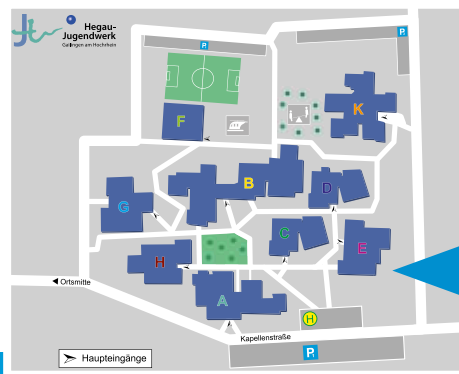 Hegau-
Jugendwerk
Gailingen am Hochrhein
P
P
K
F
B
D
G
C
E
H
A
Ortsmitte
H
Kapellenstraße
P
Haupteingänge